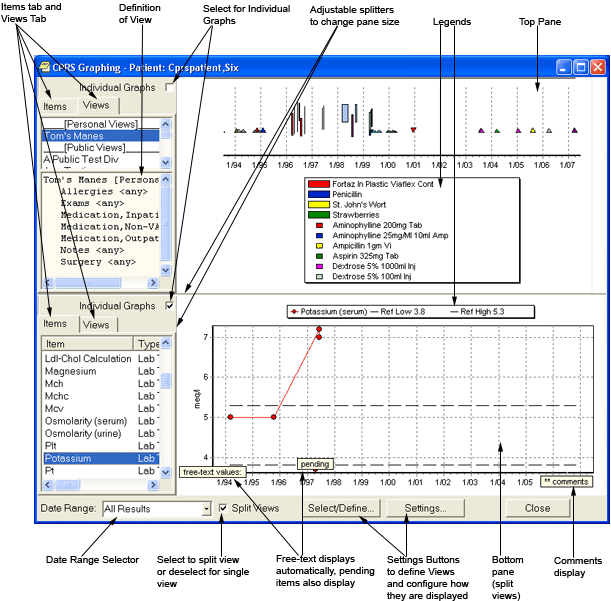 Items tab and
Views Tab
Definition
of View
Select for Individual
Graphs
Adjustable splitters
to change pane size
Legends
Top Pane
CPRS Graphing - Patient: Cprspatient,Six
Individual Graphs
Items
Views
[Personal Views]
Tom's Manes
[Public Views]
A Public Test Div
Tom's Manes [Persona
Allergies <any>
Exams <any>
Medication,Inpati
Medication,Non-VA
Medication,Outpat
Notes <any>
Surgery <any>
1/94 1/95 1/96 1/97 1/98 1/99 1/00 1/01 1/02 1/03 1/04 1/05 1/06 1/07
Fortaz In Plastic Viaflex Cont
Penicillin
St. John's Wort
Strawberries
Aminophylline 200mg Tab
Aminophylline 25mg/Ml 10ml Amp
Ampicillin 1gm Vi
Aspirin 325mg Tab
Dextrose 5% 1000ml Inj
Dextrose 5% 100ml Inj
Individual Graphs
Items
Views
Item Type
Ldl-Chol Calculation Lab T
Magnesium Lab T
Mch Lab T
Mchc Lab T
Mcv Lab T
Osmolarity (serum) Lab T
Osmolarity (urine) Lab T
Plt Lab T
Potassium Lab T
Pt Lab T
Potassium (serum) Ref Low 3.8 Ref High 5.3
7
6
meq/l
5
4
free-text values:
pending
** comments
1/94 1/95 1/96 1/97 1/98 1/99 1/00 1/01 1/02 1/03 1/04 1/05
Date Range:
All Results
Split Views
Select/Define...
Settings...
Close
Date Range Selector
Select to split view
or deselect for single
view
Free-text displays
automatically, pending
items also display
Settings Buttons
to define Views
and configure how
they are displayed
Bottom
pane
(split
views)
Comments
display